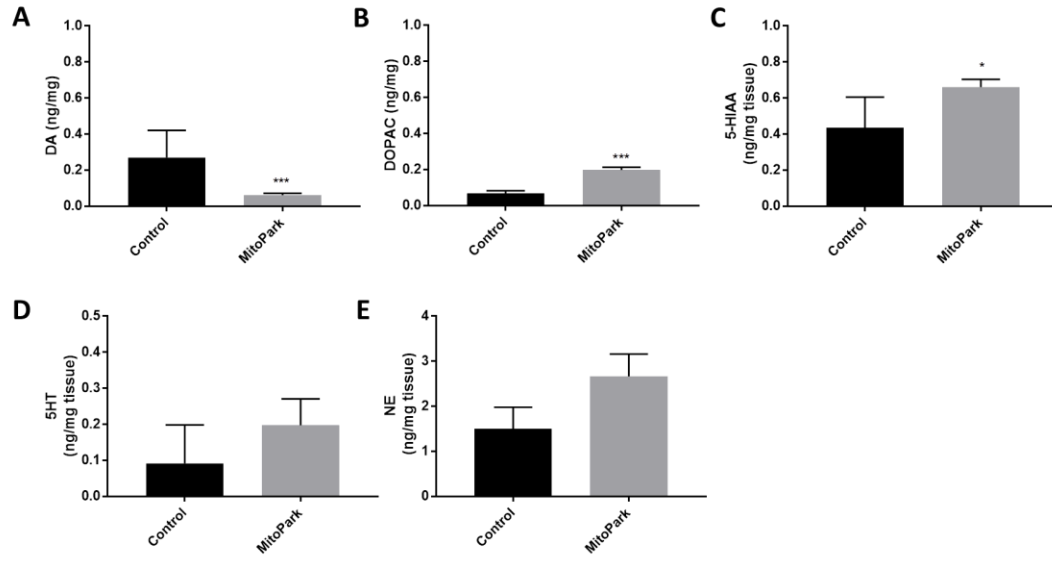 A
DA (ng/mg)
1.0
0.8
0.6
0.4
0.2
0.0
***
Control
MitoPark
B
DOPAC (ng/mg)
1.0
0.8
0.6
0.4
0.2
0.0
***
Control
MitoPark
C
5-HIAA
(ng/mg tissue)
1.0
0.8
0.6
0.4
0.2
0.0
*
Control
MitoPark
D
5HT
(ng/mg tissue)
0.5
0.4
0.3
0.2
0.1
0.0
Control
MitoPark
E
NE
(ng/mg tissue)
4
3
2
1
0
Control
MitoPark